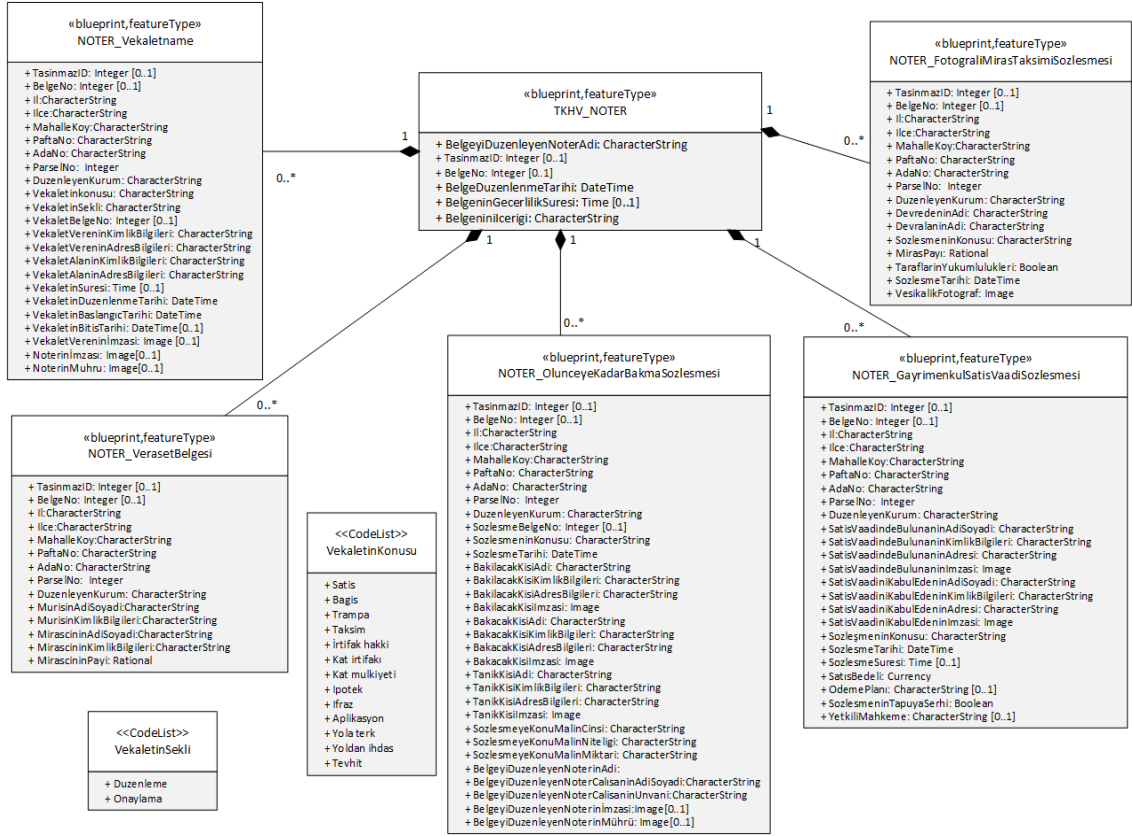 «blueprint,featureType»
NOTER_Vekaletname
+ TasinmazID: Integer [0..1]
+ BelgeNo: Integer [0..1]
+ Il:CharacterString
+ Ilce:CharacterString
+ MahalleKoy:CharacterString
+ PaftaNo: CharacterString
+ AdaNo: CharacterString
+ ParselNo:  Integer
+ DuzenleyenKurum: CharacterString
+ Vekaletinkonusu: CharacterString
+ VekaletinSekli: CharacterString
+ VekaletBelgeNo: Integer [0..1]
+ VekaletVereninKimlikBilgileri: CharacterString
+ VekaletVereninAdresBilgileri: CharacterString
+ VekaletAlaninKimlikBilgileri: CharacterString
+ VekaletAlaninAdresBilgileri: CharacterString
+ VekaletinSuresi: Time [0..1]
+ VekaletinDuzenlenmeTarihi: DateTime
+ VekaletinBaslangıcTarihi: DateTime
+ VekaletinBitisTarihi: DateTime[0..1]
+ VekaletVereninİmzasi: Image [0..1]
+ Noterinİmzası: Image[0..1]
+ NoterinMuhru: Image[0..1]
«blueprint,featureType»
TKHV_NOTER
+ BelgeyiDuzenleyenNoterAdi: CharacterString
+ TasinmazID: Integer [0..1]
+ BelgeNo: Integer [0..1]
+ BelgeDuzenlenmeTarihi: DateTime
+ BelgeninGecerlilikSuresi: Time [0..1]
+ BelgeniniIcerigi: CharacterString
«blueprint,featureType»
NOTER_FotograliMirasTaksimiSozlesmesi
+ TasinmazID: Integer [0..1]
+ BelgeNo: Integer [0..1]
+ Il:CharacterString
+ Ilce:CharacterString
+ MahalleKoy:CharacterString
+ PaftaNo: CharacterString
+ AdaNo: CharacterString
+ ParselNo:  Integer
+ DuzenleyenKurum: CharacterString
+ DevredeninAdi: CharacterString
+ DevralaninAdi: CharacterString
+ SozlesmeninKonusu: CharacterString
+ MirasPayı: Rational
+ TaraflarinYukumlulukleri: Boolean
+ SozlesmeTarihi: DateTime
+ VesikalikFotograf: Image
1
0..*
1
0..*
1
0..*
1
0..*
1
0..*
«blueprint,featureType»
NOTER_VerasetBelgesi
+ TasinmazID: Integer [0..1]
+ BelgeNo: Integer [0..1]
+ Il:CharacterString
+ Ilce:CharacterString
+ MahalleKoy:CharacterString
+ PaftaNo: CharacterString
+ AdaNo: CharacterString
+ ParselNo:  Integer
+ DuzenleyenKurum: CharacterString
+ MurisinAdiSoyadi:CharacterString
+ MurisinKimlikBilgileri:CharacterString
+ MirascininAdiSoyadi:CharacterString
+ MirascininKimlikBilgileri:CharacterString
+ MirascininPayi: Rational
<<CodeList>>
VekaletinSekli
+ Duzenleme
+ Onaylama
<<CodeList>>
VekaletinKonusu
+ Satis
+ Bagis
+ Trampa
+ Taksim
+ İrtifak hakki
+ Kat irtifakı
+ Kat mulkiyeti
+ Ipotek
+ Ifraz
+ Aplikasyon
+ Yola terk
+ Yoldan ihdas
+ Tevhit
«blueprint,featureType»
NOTER_OlunceyeKadarBakmaSozlesmesi
+ TasinmazID: Integer [0..1]
+ BelgeNo: Integer [0..1]
+ Il:CharacterString
+ Ilce:CharacterString
+ MahalleKoy:CharacterString
+ PaftaNo: CharacterString
+ AdaNo: CharacterString
+ ParselNo:  Integer
+ DuzenleyenKurum: CharacterString
+ SozlesmeBelgeNo: Integer [0..1]
+ SozlesmeninKonusu: CharacterString
+ SozlesmeTarihi: DateTime
+ BakilacakKisiAdi: CharacterString
+ BakilacakKisiKimlikBilgileri: CharacterString
+ BakilacakKisiAdresBilgileri: CharacterString
+ BakilacakKisiImzasi: Image
+ BakacakKisiAdi: CharacterString
+ BakacakKisiKimlikBilgileri: CharacterString
+ BakacakKisiAdresBilgileri: CharacterString
+ BakacakKisiImzasi: Image
+ TanikKisiAdi: CharacterString
+ TanikKisiKimlikBilgileri: CharacterString
+ TanikKisiAdresBilgileri: CharacterString
+ TanikKisiImzasi: Image
+ SozlesmeyeKonuMalinCinsi: CharacterString
+ SozlesmeyeKonuMalinNiteligi: CharacterString
+ SozlesmeyeKonuMalinMiktari: CharacterString
+ BelgeyiDuzenleyenNoterinAdi:
+ BelgeyiDuzenleyenNoterCalısaninAdiSoyadi:CharacterString
+ BelgeyiDuzenleyenNoterCalisaninUnvani:CharacterString
+ BelgeyiDuzenleyenNoterinİmzasi:Image[0..1]
+ BelgeyiDuzenleyenNoterinMührü: Image[0..1]
«blueprint,featureType»
NOTER_GayrimenkulSatisVaadiSozlesmesi
+ TasinmazID: Integer [0..1]
+ BelgeNo: Integer [0..1]
+ Il:CharacterString
+ Ilce:CharacterString
+ MahalleKoy:CharacterString
+ PaftaNo: CharacterString
+ AdaNo: CharacterString
+ ParselNo:  Integer
+ DuzenleyenKurum: CharacterString
+ SatisVaadindeBulunaninAdiSoyadi: CharacterString
+ SatisVaadindeBulunaninKimlikBilgileri: CharacterString
+ SatisVaadindeBulunaninAdresi: CharacterString
+ SatisVaadindeBulunaninImzasi: Image
+ SatisVaadiniKabulEdeninAdiSoyadi: CharacterString
+ SatisVaadiniKabulEdeninKimlikBilgileri: CharacterString
+ SatisVaadiniKabulEdeninAdresi: CharacterString
+ SatisVaadiniKabulEdeninImzasi: Image
+ SozleşmeninKonusu: CharacterString
+ SozlesmeTarihi: DateTime
+ SozlesmeSuresi: Time [0..1]
+ SatısBedeli: Currency
+ OdemePlanı: CharacterString [0..1]
+ SozlesmeninTapuyaSerhi: Boolean
+ YetkiliMahkeme: CharacterString [0..1]